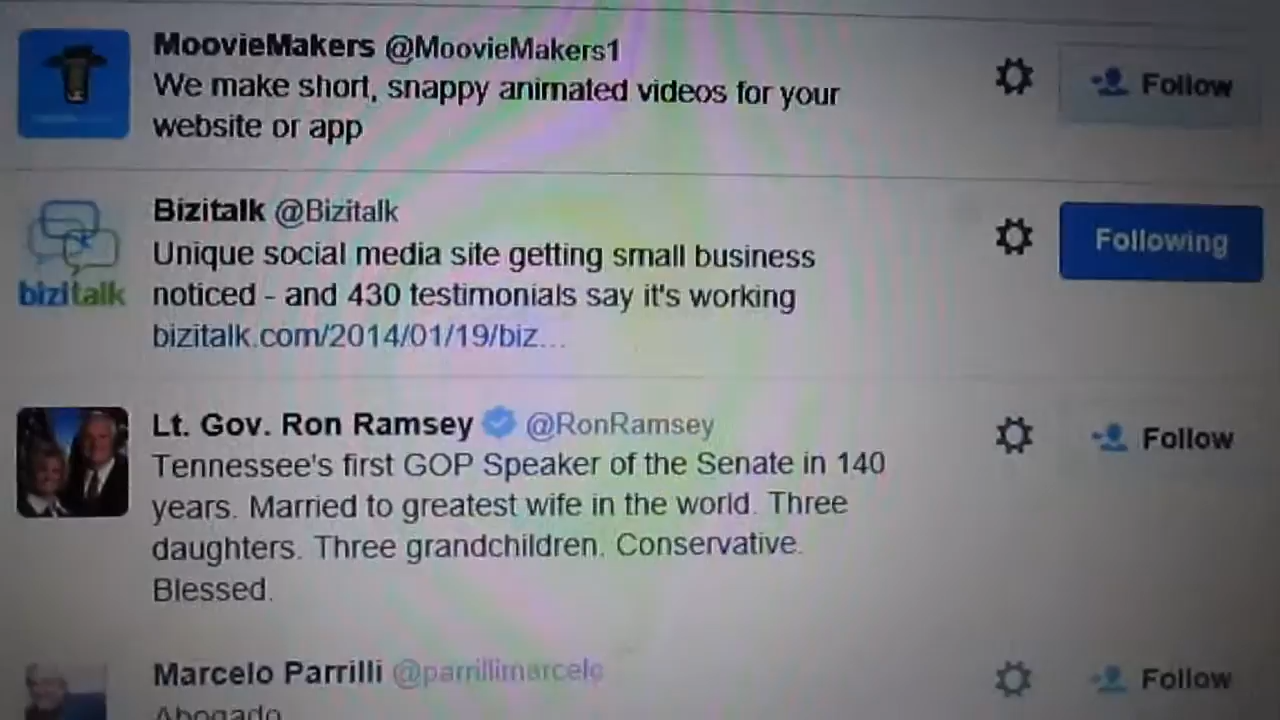 MoovieMakers @MoovieMakers1
We make short, snappy animated videos for your
website or app
Follow
Bizitalk @Bizitalk
Unique social media site getting small business
noticed - and 430 testimonials say it's working
bizitalk.com/2014/01/19/biz...
bizitalk
Following
Lt. Gov. Ron Ramsey @RonRamsey
Tennessee's first GOP Speaker of the Senate in 140
years. Married to greatest wife in the world. Three
daughters. Three grandchildren. Conservative.
Blessed.
Follow
Marcelo Parrilli @parrillimarcelo
Abogado
Follow